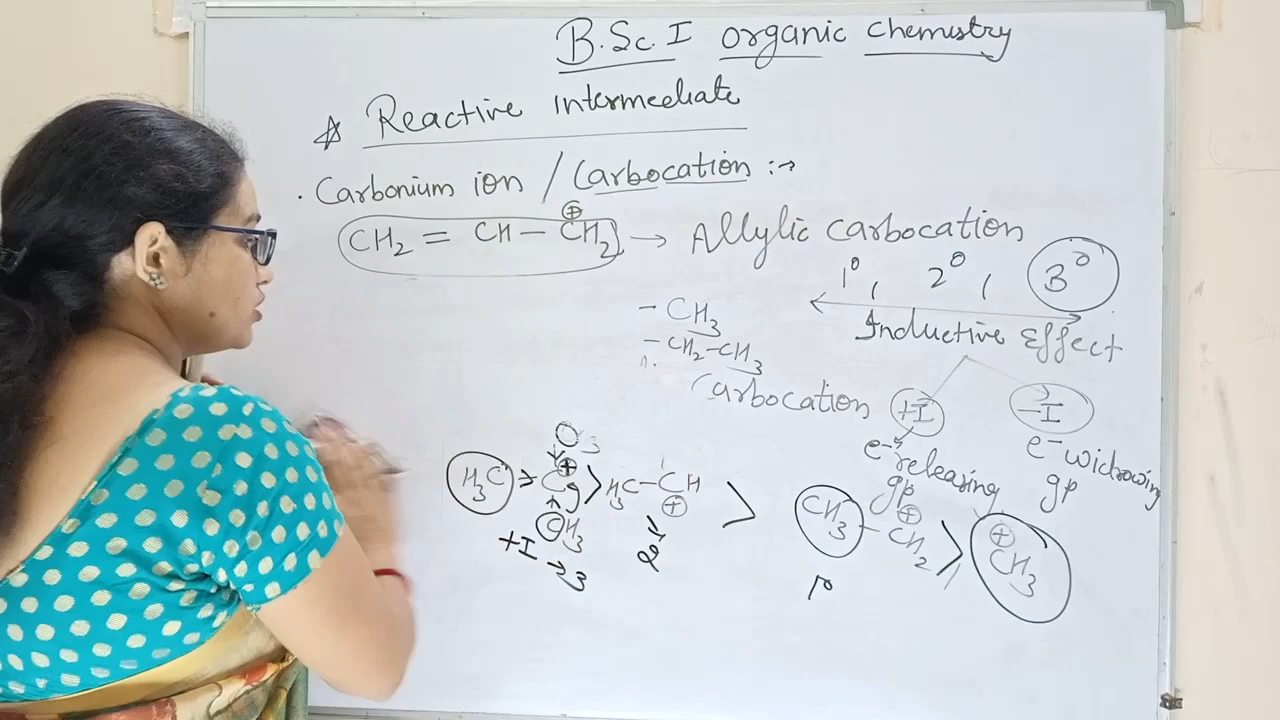 B.Sc. I organic chemistry
☆ Reactive intermediate
· Carbonium ion / Carbocation :→
CH2 = CH – CH2 ⊕ → Allylic carbocation
1°, 2°, 3°
– CH3
Inductive Effect
– CH2–CH3
Carbocation +I –I
e– releasing gp
e– widrowing gp
H3C → C ⊕ > H3C – CH ⊕ > CH3 – CH2 ⊕ > CH3 ⊕
CH3
+I → 3
2
1°